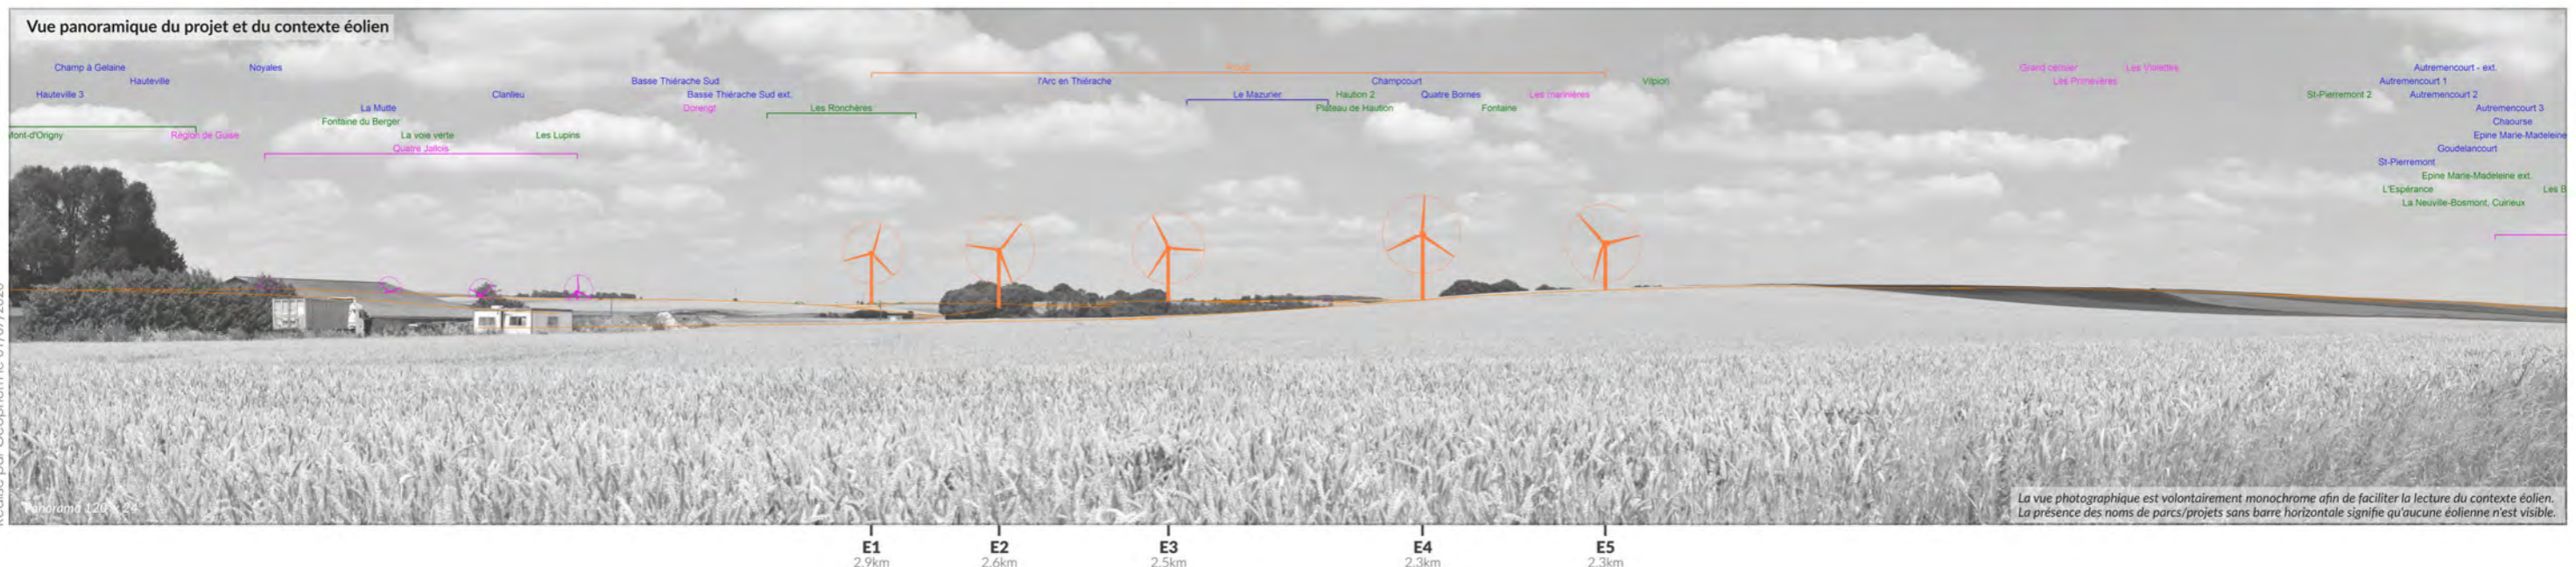 Vue panoramique du projet et du contexte éolien
Champ à Gelaine
Noyales
Hauteville
Hauteville 3
Mont-d'Origny
Région de Guise
La Mutte
Fontaine du Berger
La voie verte
Quatre Jallois
Clanlieu
Les Lupins
Basse Thiérache Sud
Basse Thiérache Sud ext.
Dorengt
Les Ronchères
l'Arc en Thiérache
Le Mazurier
Champcourt
Haution 2
Quatre Bornes
Plateau de Haution
Fontaine
Les marinières
Vilpion
Grand cerisier
Les Violettes
Les Primevères
Autremencourt - ext.
Autremencourt 1
St-Pierremont 2
Autremencourt 2
Autremencourt 3
Chaourse
Epine Marie-Madeleine
Goudelancourt
St-Pierremont
Epine Marie-Madeleine ext.
L'Espérance
Les B
La Neuville-Bosmont, Cuirieux
Panorama 120° x 24°
La vue photographique est volontairement monochrome afin de faciliter la lecture du contexte éolien.
La présence des noms de parcs/projets sans barre horizontale signifie qu'aucune éolienne n'est visible.
E1
2.9km
E2
2.6km
E3
2.5km
E4
2.3km
E5
2.3km